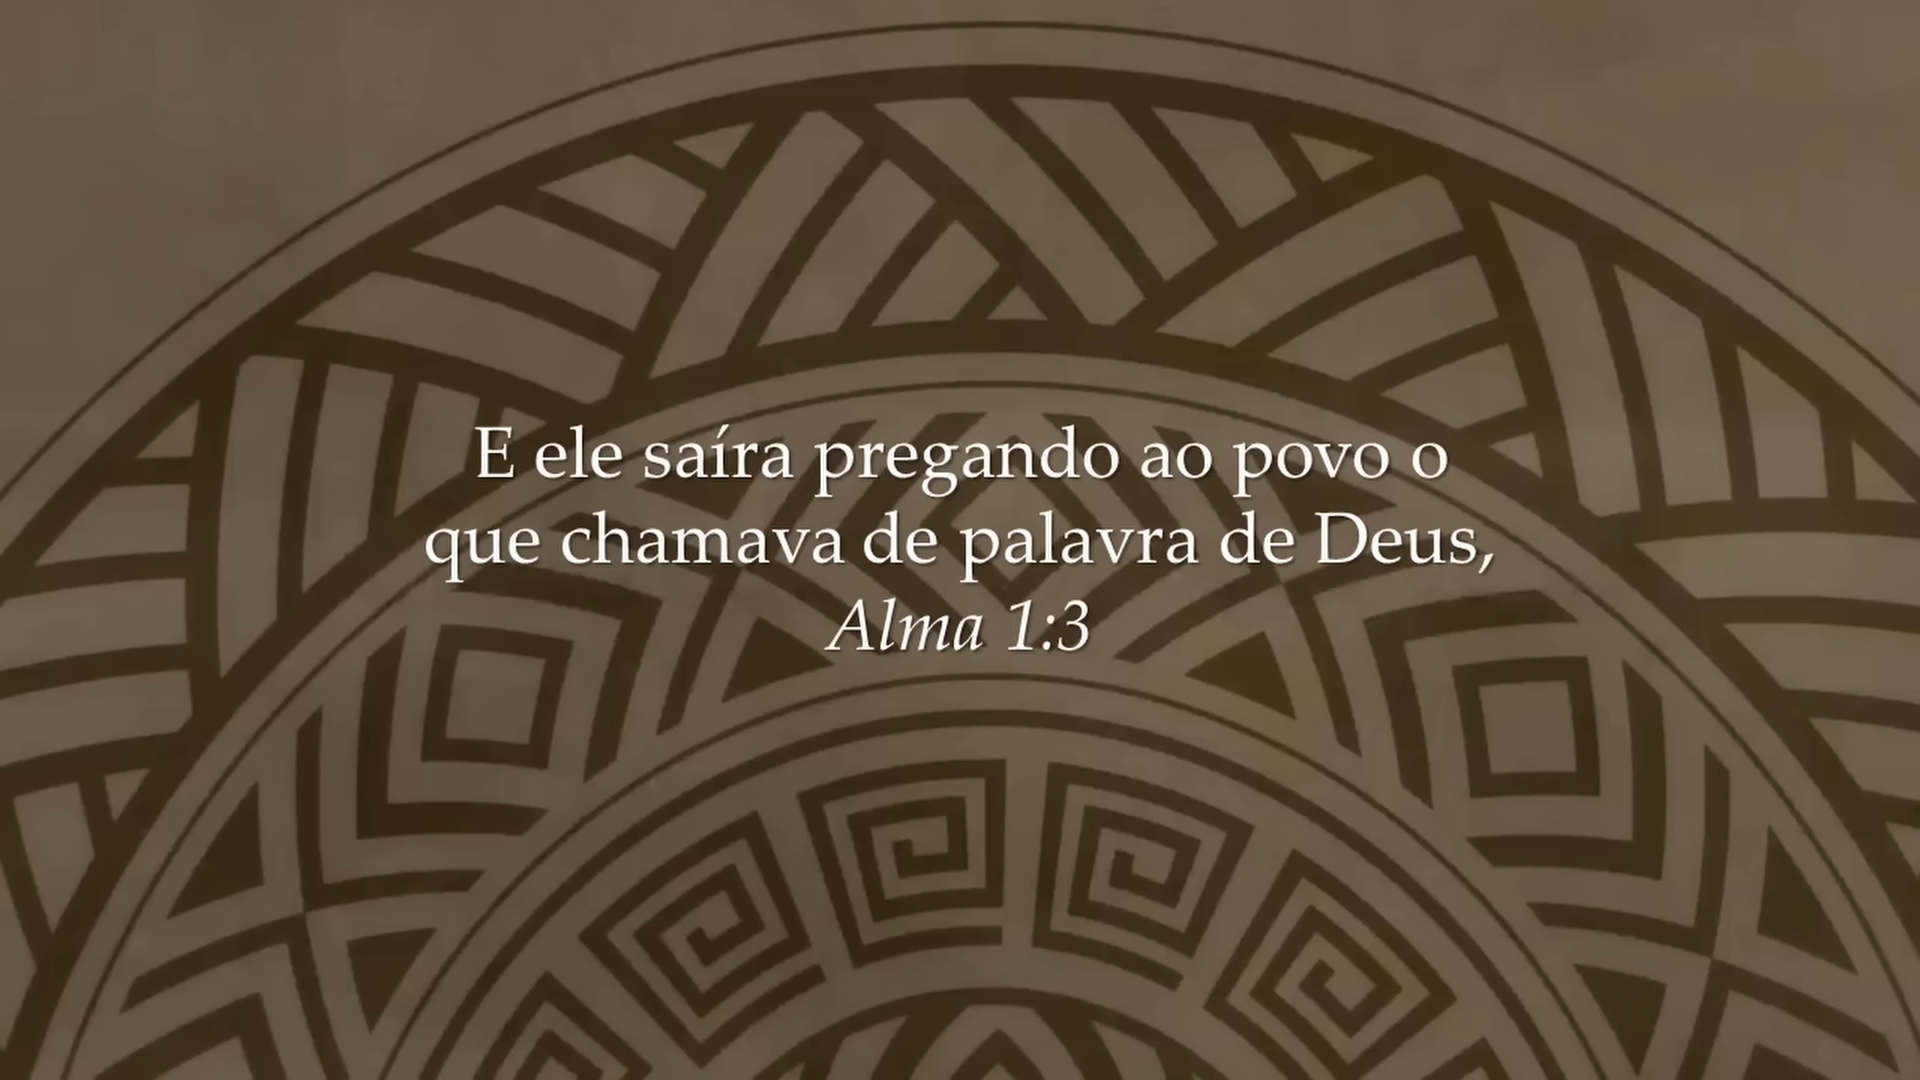 E ele saíra pregando ao povo o
que chamava de palavra de Deus,
Alma 1:3